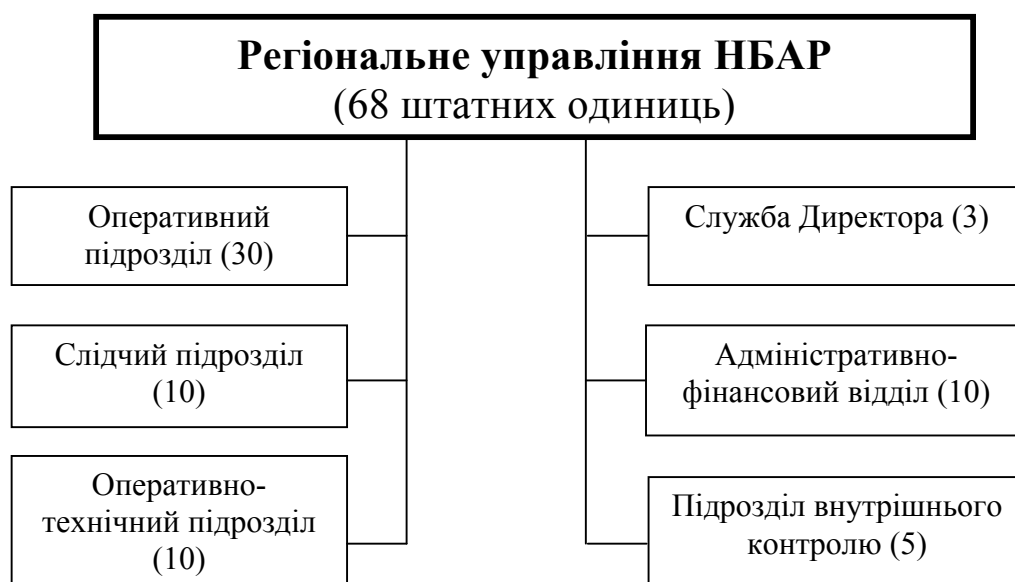 Регіональне управління НБАР
(68 штатних одиниць)
Оперативний
підрозділ (30)
Служба Директора (3)
Слідчий підрозділ
(10)
Адміністративно-
фінансовий відділ (10)
Оперативно-
технічний підрозділ
(10)
Підрозділ внутрішнього
контролю (5)